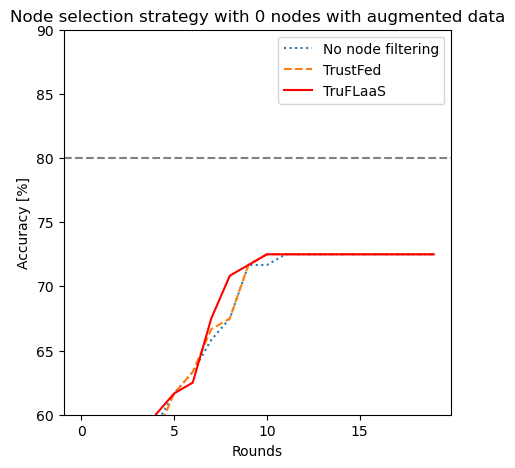 Node selection strategy with 0 nodes with augmented data
90
85
80
75
70
65
60
Accuracy [%]
No node filtering
TrustFed
TruFLaaS
0
5
10
15
Rounds